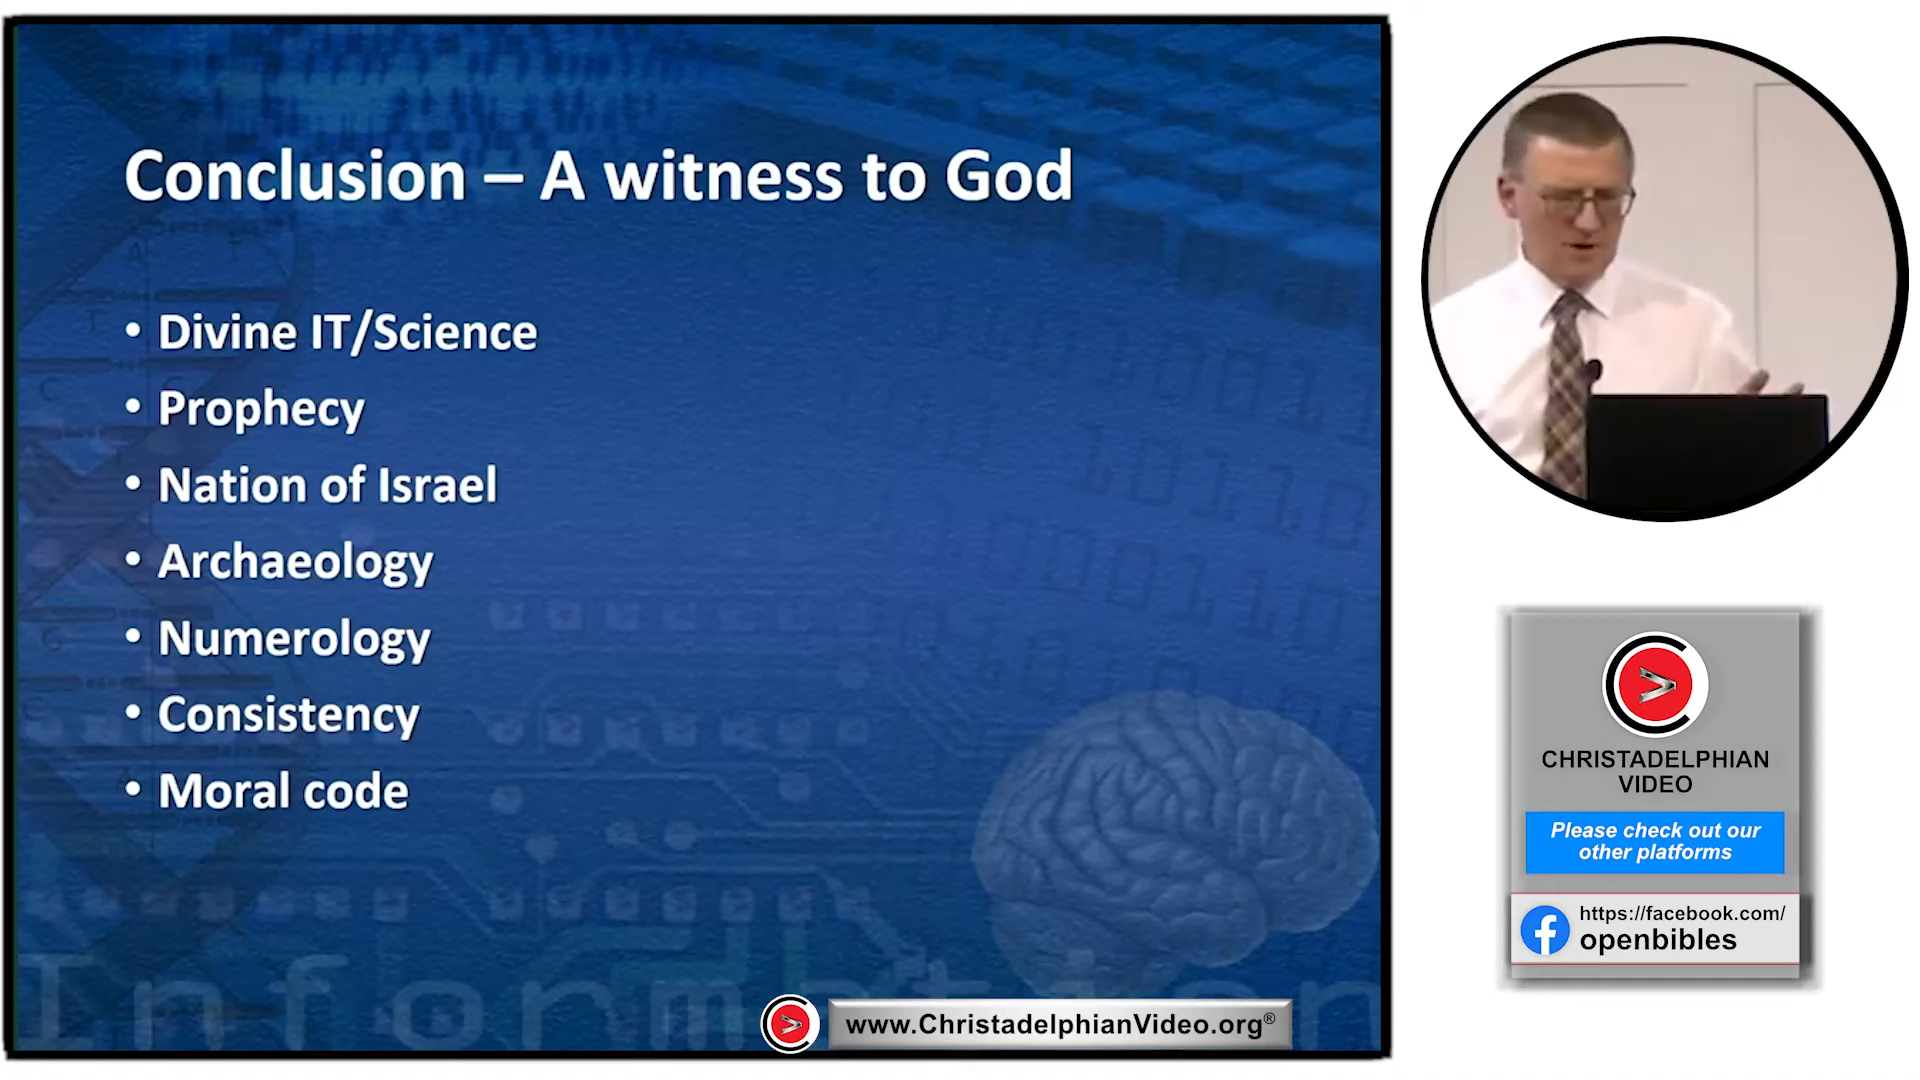 Conclusion – A witness to God
• Divine IT/Science
• Prophecy
• Nation of Israel
• Archaeology
• Numerology
• Consistency
• Moral code
Information
www.ChristadelphianVideo.org®
CHRISTADELPHIAN
VIDEO
Please check out our
other platforms
https://facebook.com/
openbibles